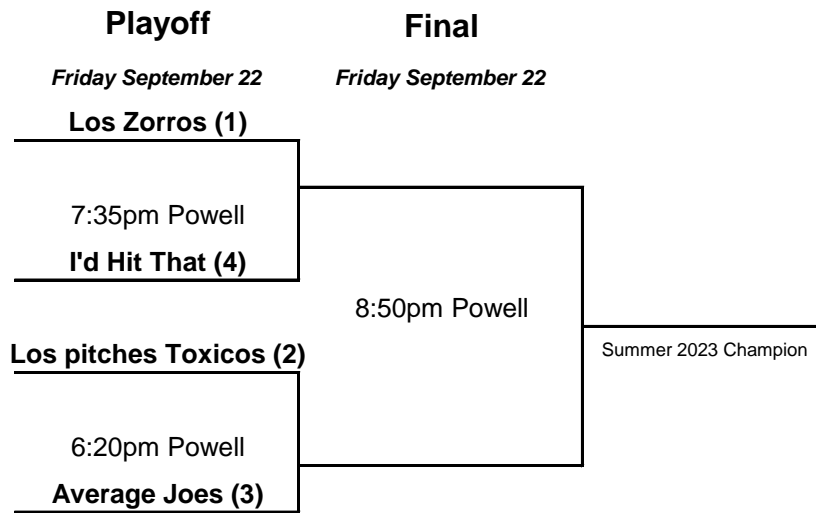 Playoff
Final
Friday September 22
Friday September 22
Los Zorros (1)
7:35pm Powell
I'd Hit That (4)
8:50pm Powell
Los pitches Toxicos (2)
Summer 2023 Champion
6:20pm Powell
Average Joes (3)